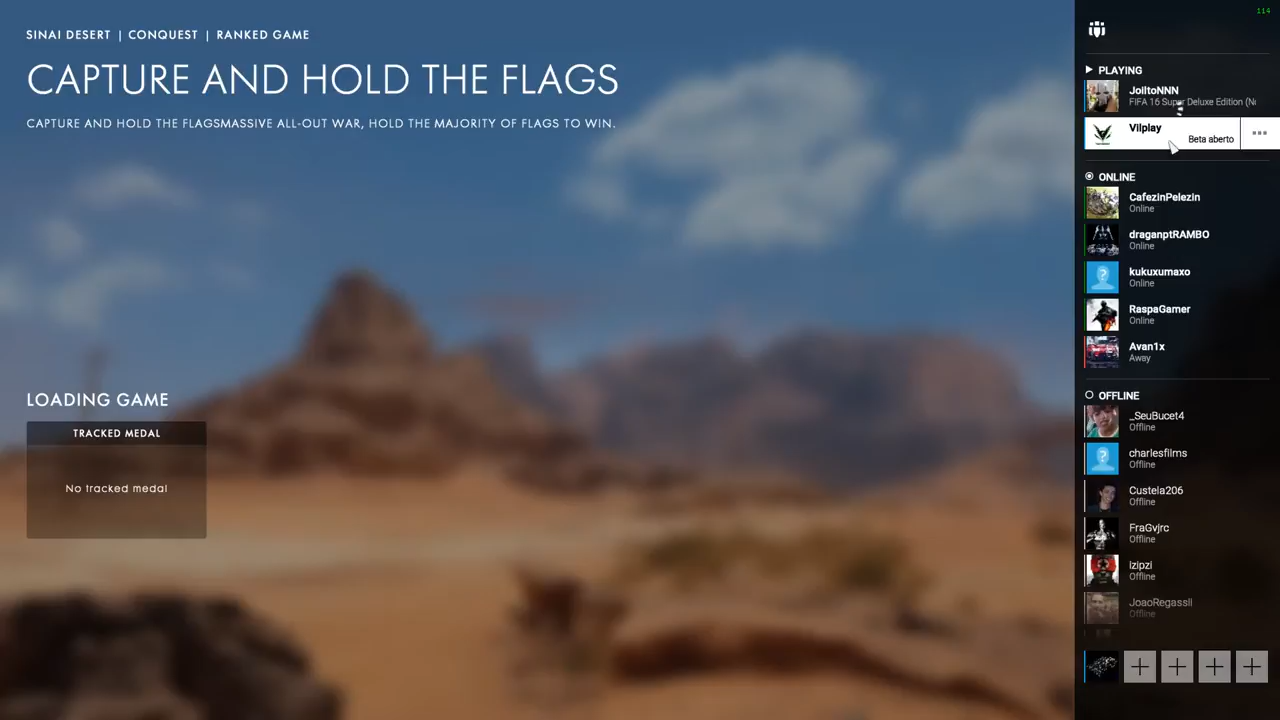 SINAI DESERT | CONQUEST | RANKED GAME
CAPTURE AND HOLD THE FLAGS
CAPTURE AND HOLD THE FLAGSMASSIVE ALL-OUT WAR, HOLD THE MAJORITY OF FLAGS TO WIN.
LOADING GAME
TRACKED MEDAL
No tracked medal
114
PLAYING
JoiltoNNN
FIFA 16 Super Deluxe Edition (N
Vilplay
Beta aberto
ONLINE
CafezinPelezin
Online
draganptRAMBO
Online
kukuxumaxo
Online
RaspaGamer
Online
Avan1x
Away
OFFLINE
_SeuBucet4
Offline
charlesfilms
Offline
Custela206
Offline
FraGvjrc
Offline
izipzi
Offline
JoaoRegassII
Offline